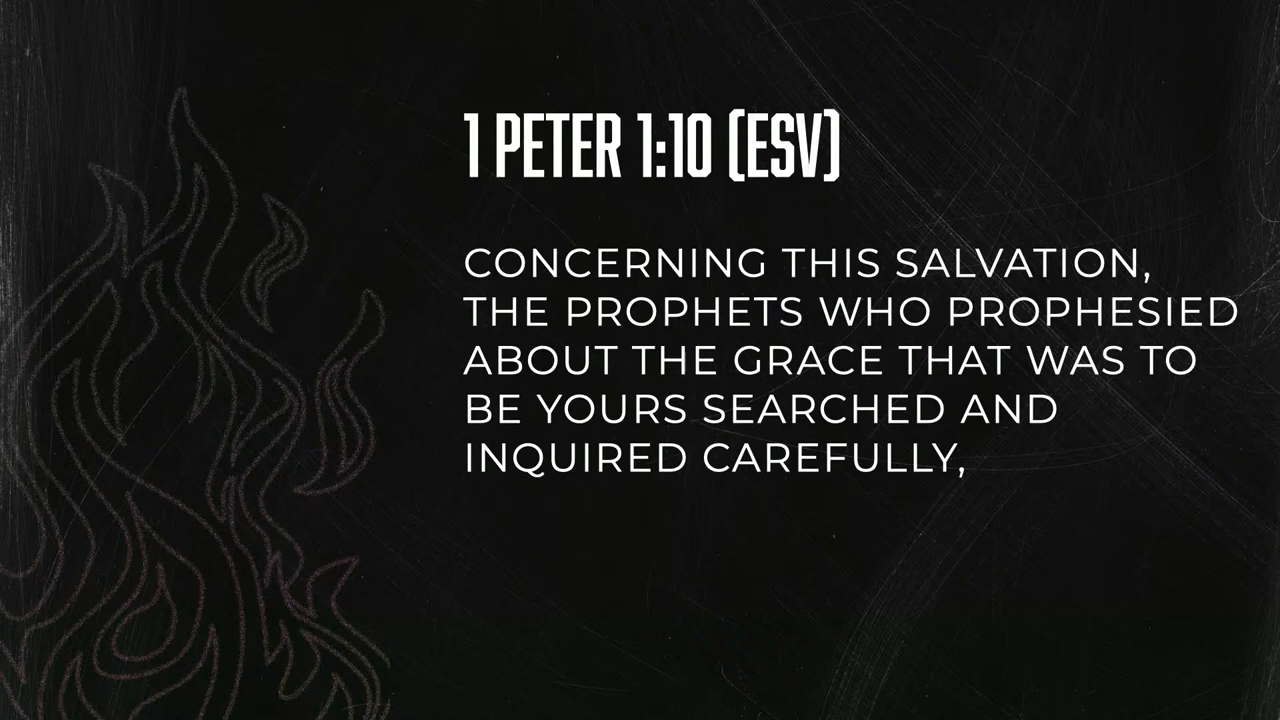 1 PETER 1:10 (ESV)
CONCERNING THIS SALVATION,
THE PROPHETS WHO PROPHESIED
ABOUT THE GRACE THAT WAS TO
BE YOURS SEARCHED AND
INQUIRED CAREFULLY,